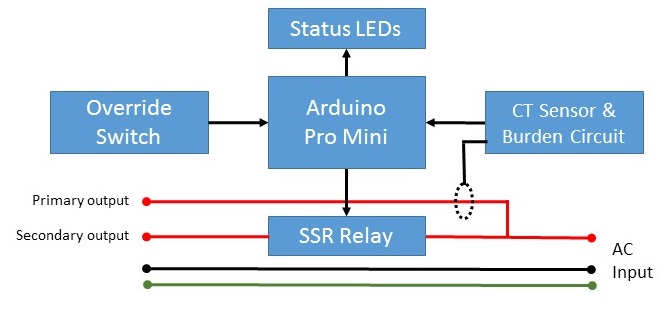 Status LEDs
Override
Switch
Arduino
Pro Mini
CT Sensor &
Burden Circuit
Primary output
Secondary output
SSR Relay
AC
Input